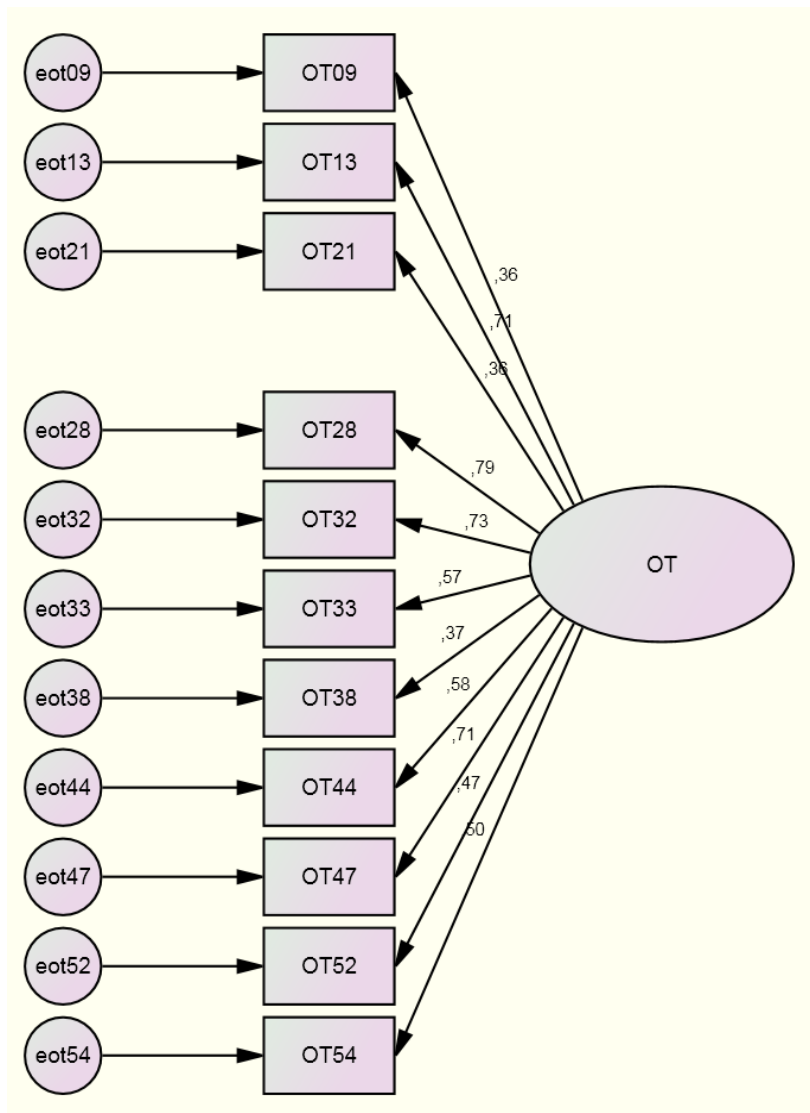 eot09 OT09
eot13 OT13
eot21 OT21
,36
,71
,36
eot28 OT28
,79
eot32 OT32
,73
OT
,57
eot33 OT33
,37
eot38 OT38
,58
,71
eot44 OT44
,47
,50
eot47 OT47
eot52 OT52
eot54 OT54